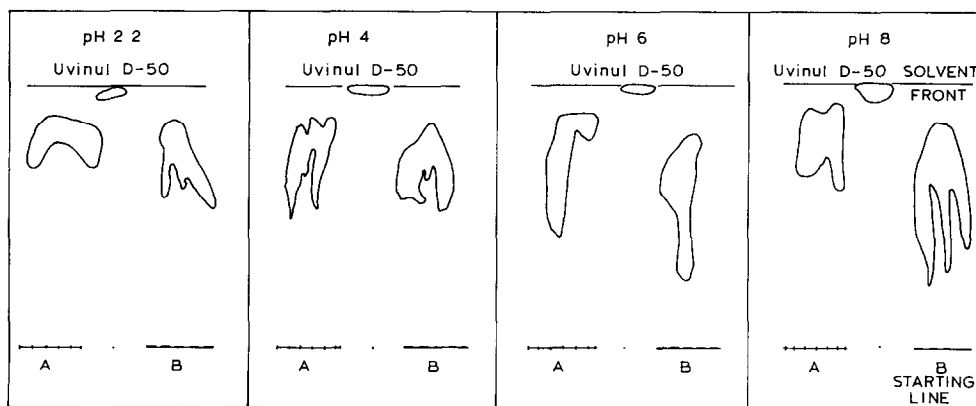 pH 2 2
Uvinul D-50
A B
pH 4
Uvinul D-50
A B
pH 6
Uvinul D-50
A B
pH 8
Uvinul D-50 SOLVENT
FRONT
A B
STARTING
LINE